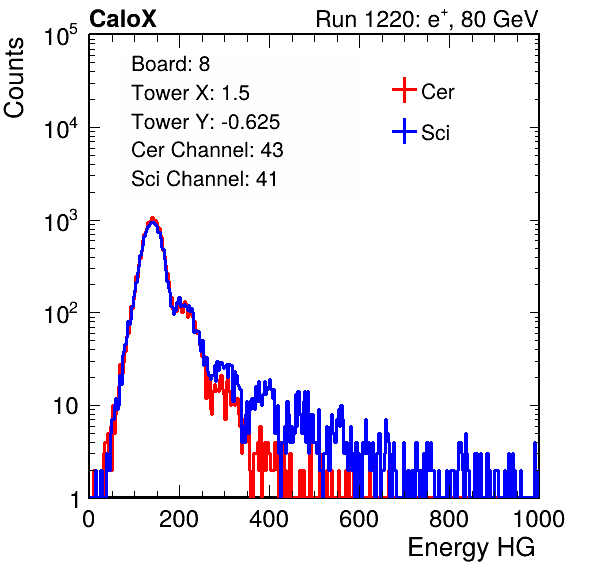 CaloX Run 1220: e⁺, 80 GeV
Counts
10⁵
10⁴
10³
10²
10
1
Board: 8
Tower X: 1.5
Tower Y: -0.625
Cer Channel: 43
Sci Channel: 41
Cer
Sci
0 200 400 600 800 1000
Energy HG